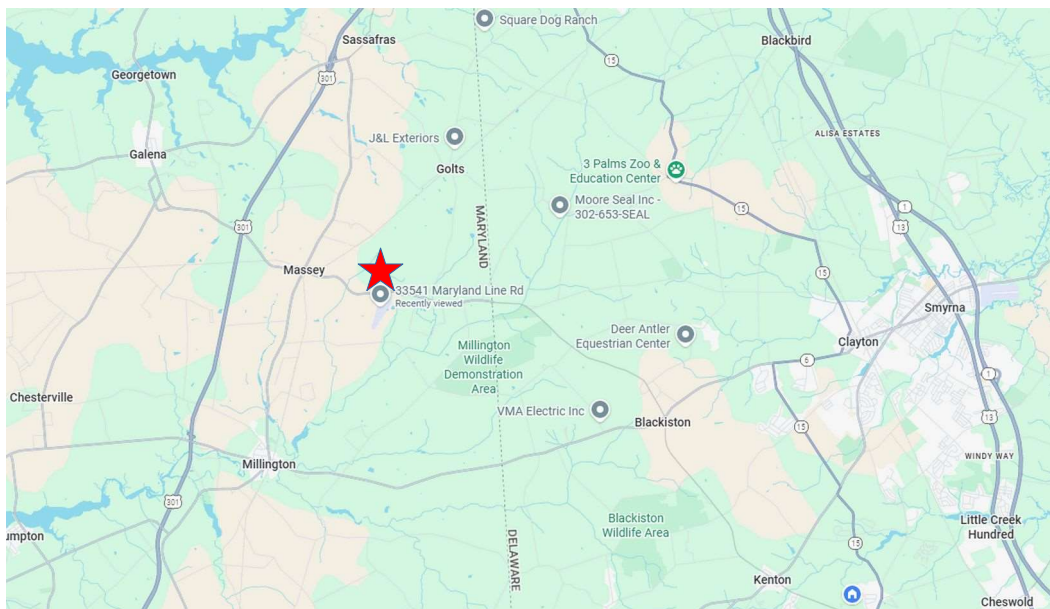 Square Dog Ranch
Sassafras
Blackbird
15
Georgetown
301
ALISA ESTATES
J&L Exteriors
Galena
Golts
3 Palms Zoo &
Education Center
Moore Seal Inc -
302-653-SEAL
15
1
13
301
MARYLAND
Massey
15
33541 Maryland Line Rd
Recently viewed
Smyrna
Deer Antler
Equestrian Center
Clayton
Millington
Wildlife
Demonstration
Area
6
1
Chesterville
VMA Electric Inc
Blackiston
13
15
Millington
WINDY WAY
301
Blackiston
Wildlife Area
Little Creek
Hundred
umpton
DELAWARE
15
Kenton
Cheswold